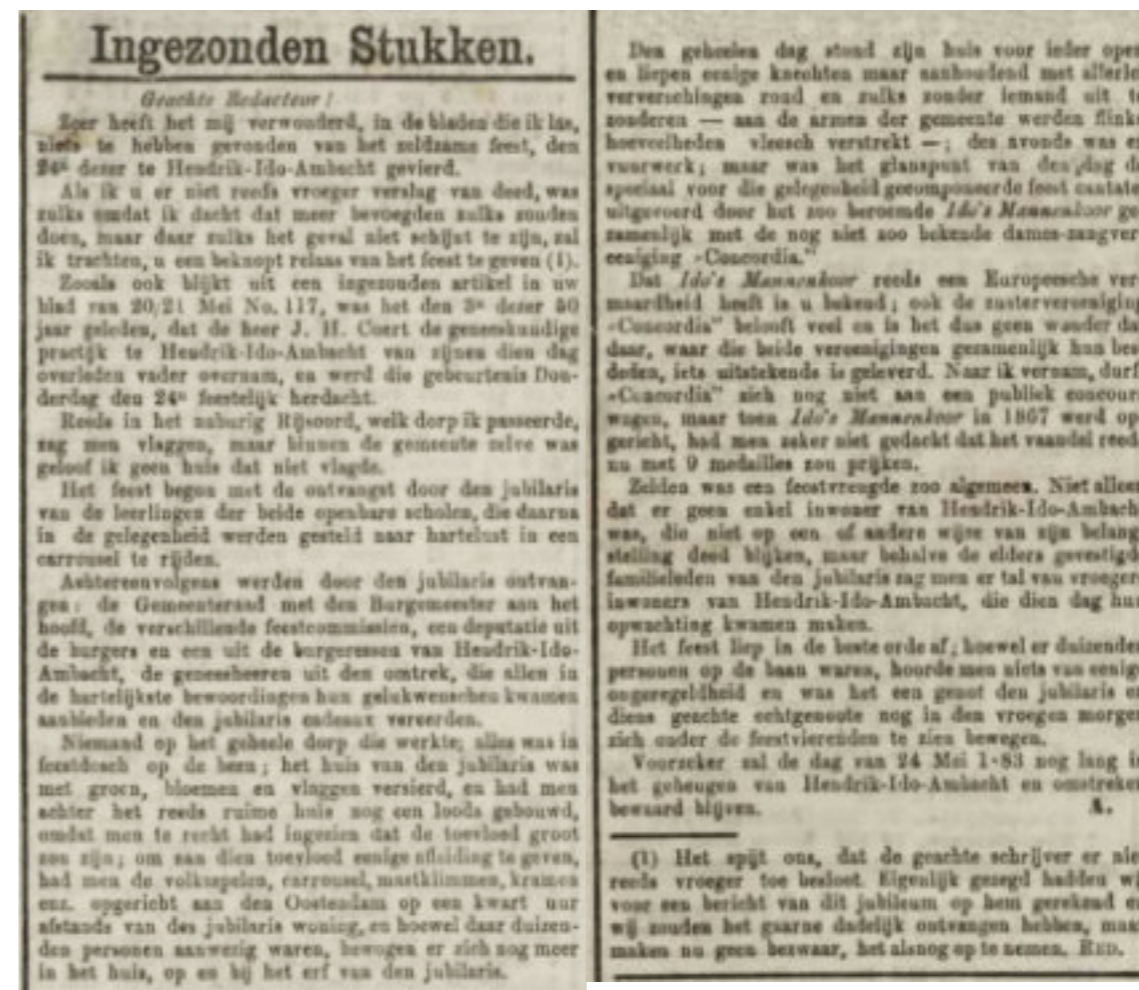 Ingezonden Stukken.
Geachte Redacteur!
Zeer heeft het mij verwonderd, in de bladen die ik las,
niets te hebben gevonden van het zeldzame feest, den
24n dezer te Hendrik-Ido-Ambacht gevierd.
Als ik u er niet reeds vroeger verslag van deed, was
zulks omdat ik dacht dat meer bevoegden zulks zouden
doen, maar daar zulks het geval niet schijnt te zijn, zal
ik trachten, u een beknopt relaas van het feest te geven (1).
Zooals ook blijkt uit een ingezonden artikel in uw
blad van 20/21 Mei No. 117, was het den 3n dezer 50
jaar geleden, dat de heer J. H. Coert de geneeskundige
practijk te Hendrik-Ido-Ambacht van zijnen dien dag
overleden vader overnam, en werd die gebeurtenis Don-
derdag den 24n feestelijk herdacht.
Reeds in het naburig Rijsoord, welk dorp ik passeerde,
zag men vlaggen, maar binnen de gemeente zelve was
geloof ik geen huis dat niet vlagde.
Het feest begon met de ontvangst door den jubilaris
van de leerlingen der beide openbare scholen, die daarna
in de gelegenheid werden gesteld naar hartelust in een
carrousel te rijden.
Achtereenvolgens werden door den jubilaris ontvan-
gen: de Gemeenteraad met den Burgemeester aan het
hoofd, de verschillende feestcommissien, een deputatie uit
de burgers en een uit de burgeressen van Hendrik-Ido-
Ambacht, de geneesheeren uit den omtrek, die allen in
de hartelijkste bewoordingen hun gelukwenschen kwamen
aanbieden en den jubilaris cadeaux vereerden.
Niemand op het geheele dorp die werkte; alles was in
feestdosch op de been; het huis van den jubilaris was
met groen, bloemen en vlaggen versierd, en had men
achter het reeds ruime huis nog een loods gebouwd,
omdat men te recht had ingezien dat de toevloed groot
zou zijn; om aan dien toevloed eenige afleiding te geven,
had men de volksspelen, carrousel, mastklimmen, kramen
enz. opgericht aan den Oostendam op een kwart uur
afstands van des jubilaris woning, en hoewel daar duizen-
den personen aanwezig waren, bewogen er zich nog meer
in het huis, op en bij het erf van den jubilaris.
Den geheelen dag stond zijn huis voor ieder open
en liepen eenige knechten maar aanhoudend met allerlei
ververschingen rond en zulks zonder iemand uit te
zonderen — aan de armen der gemeente werden flinke
hoeveelheden vleesch verstrekt —; des avonds was er
vuurwerk; maar was het glanspunt van den dag de
speciaal voor die gelegenheid gecomponeerde feest cantate
uitgevoerd door het zoo beroemde Ido's Mannenkoor ge-
zamenlijk met de nog niet zoo bekende dames-zangver-
eeniging »Concordia."
Dat Ido's Mannenkoor reeds een Europeesche ver-
maardheid heeft is u bekend; ook de zustervereeniging
»Concordia" belooft veel en is het dus geen wonder dat
daar, waar die beide vereenigingen gezamenlijk hun best
deden, iets uitstekends is geleverd. Naar ik vernam, durft
»Concordia" zich nog niet aan een publiek concours
wagen, maar toen Ido's Mannenkoor in 1867 werd op-
gericht, had men zeker niet gedacht dat het vaandel reeds
nu met 9 medailles zou prijken.
Zelden was een feestvreugde zoo algemeen. Niet alleen
dat er geen enkel inwoner van Hendrik-Ido-Ambacht
was, die niet op een of andere wijze van zijn belang-
stelling deed blijken, maar behalve de elders gevestigde
familieleden van den jubilaris zag men er tal van vroegere
inwoners van Hendrik-Ido-Ambacht, die dien dag hun
opwachting kwamen maken.
Het feest liep in de beste orde af; hoewel er duizenden
personen op de baan waren, hoorde men niets van eenige
ongeregeldheid en was het een genot den jubilaris en
diens geachte echtgenoote nog in den vroegen morgen
zich onder de feestvierenden te zien bewegen.
Voorzeker zal de dag van 24 Mei 1·83 nog lang in
het geheugen van Hendrik-Ido-Ambacht en omstreken
bewaard blijven. A.
(1) Het spijt ons, dat de geachte schrijver er niet
reeds vroeger toe besloot. Eigenlijk gezegd hadden wij
voor een bericht van dit jubileum op hem gerekend en
wij zouden het gaarne dadelijk ontvangen hebben, maar
maken nu geen bezwaar, het alsnog op te nemen. RED.